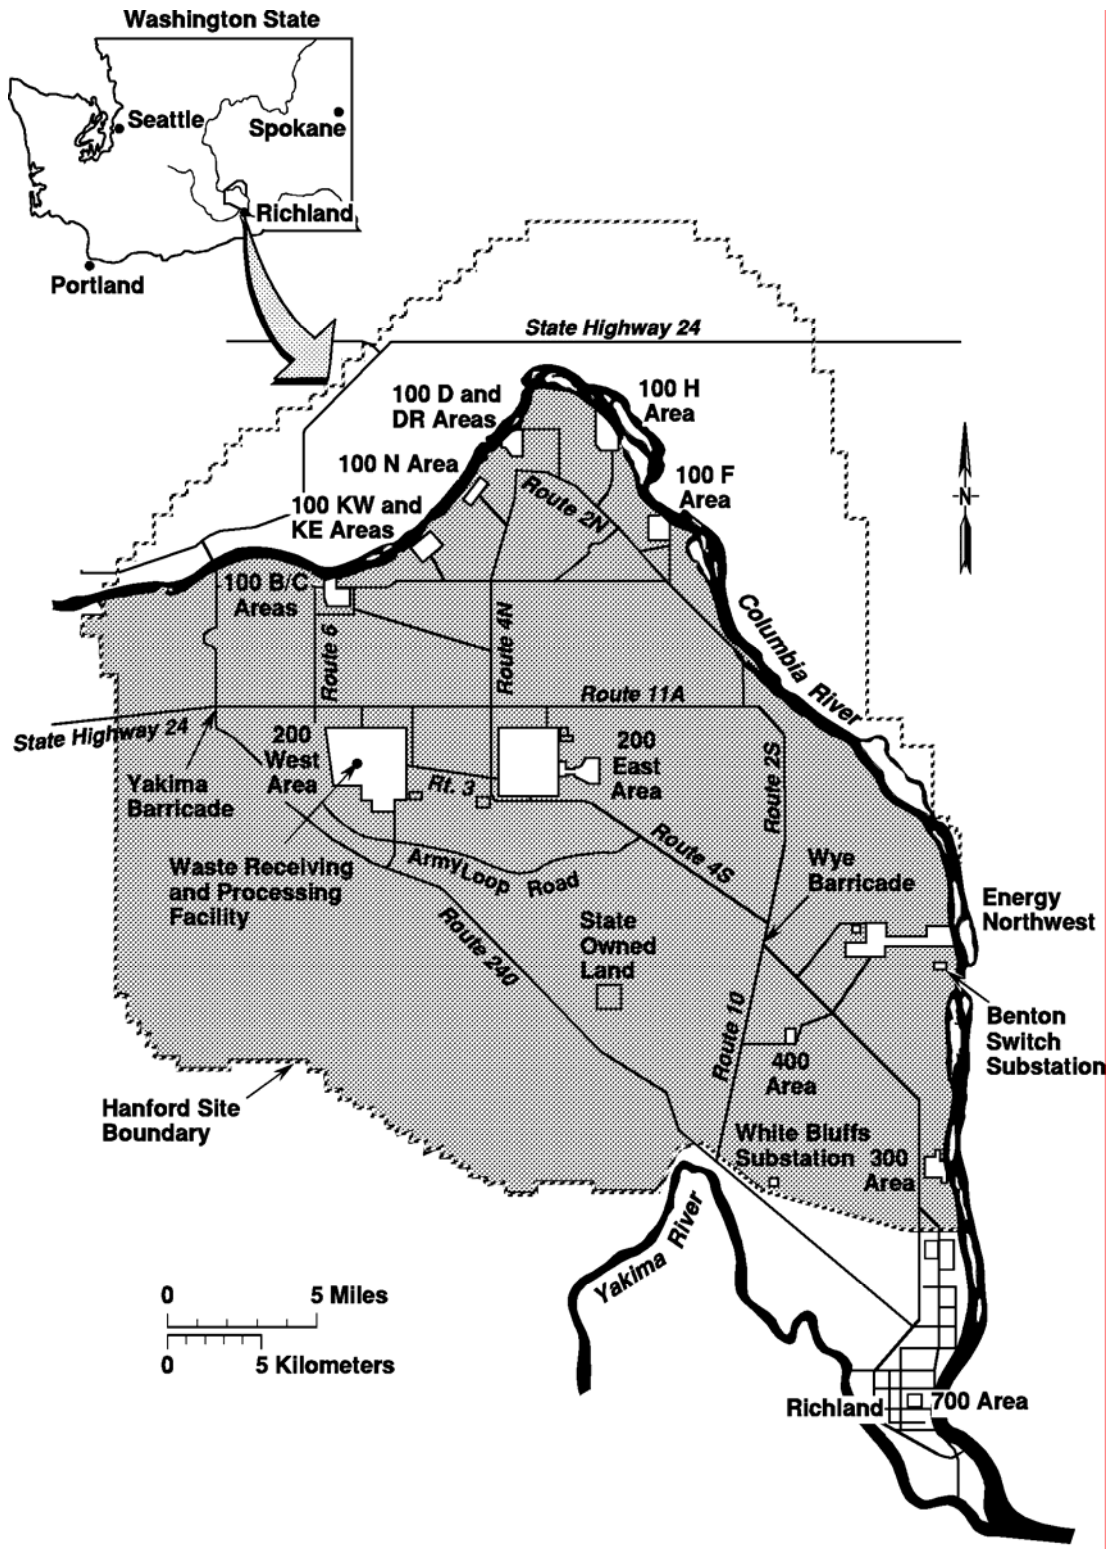 Washington State
Seattle
Spokane
Richland
Portland
State Highway 24
100 D and
DR Areas
100 H
Area
100 N Area
100 F
Area
Route 2N
100 KW and
KE Areas
N
100 B/C
Areas
Columbia River
Route 6
Route 4N
Route 11A
State Highway 24
200
West
Area
200
East
Area
Rt. 3
Route 2S
Yakima
Barricade
Route 4S
Wye
Barricade
Waste Receiving
and Processing
Facility
Army Loop Road
Energy
Northwest
State
Owned
Land
Route 240
Route 10
Benton
Switch
Substation
400
Area
Hanford Site
Boundary
White Bluffs
Substation
300
Area
Yakima River
0 5 Miles
0 5 Kilometers
Richland
700 Area